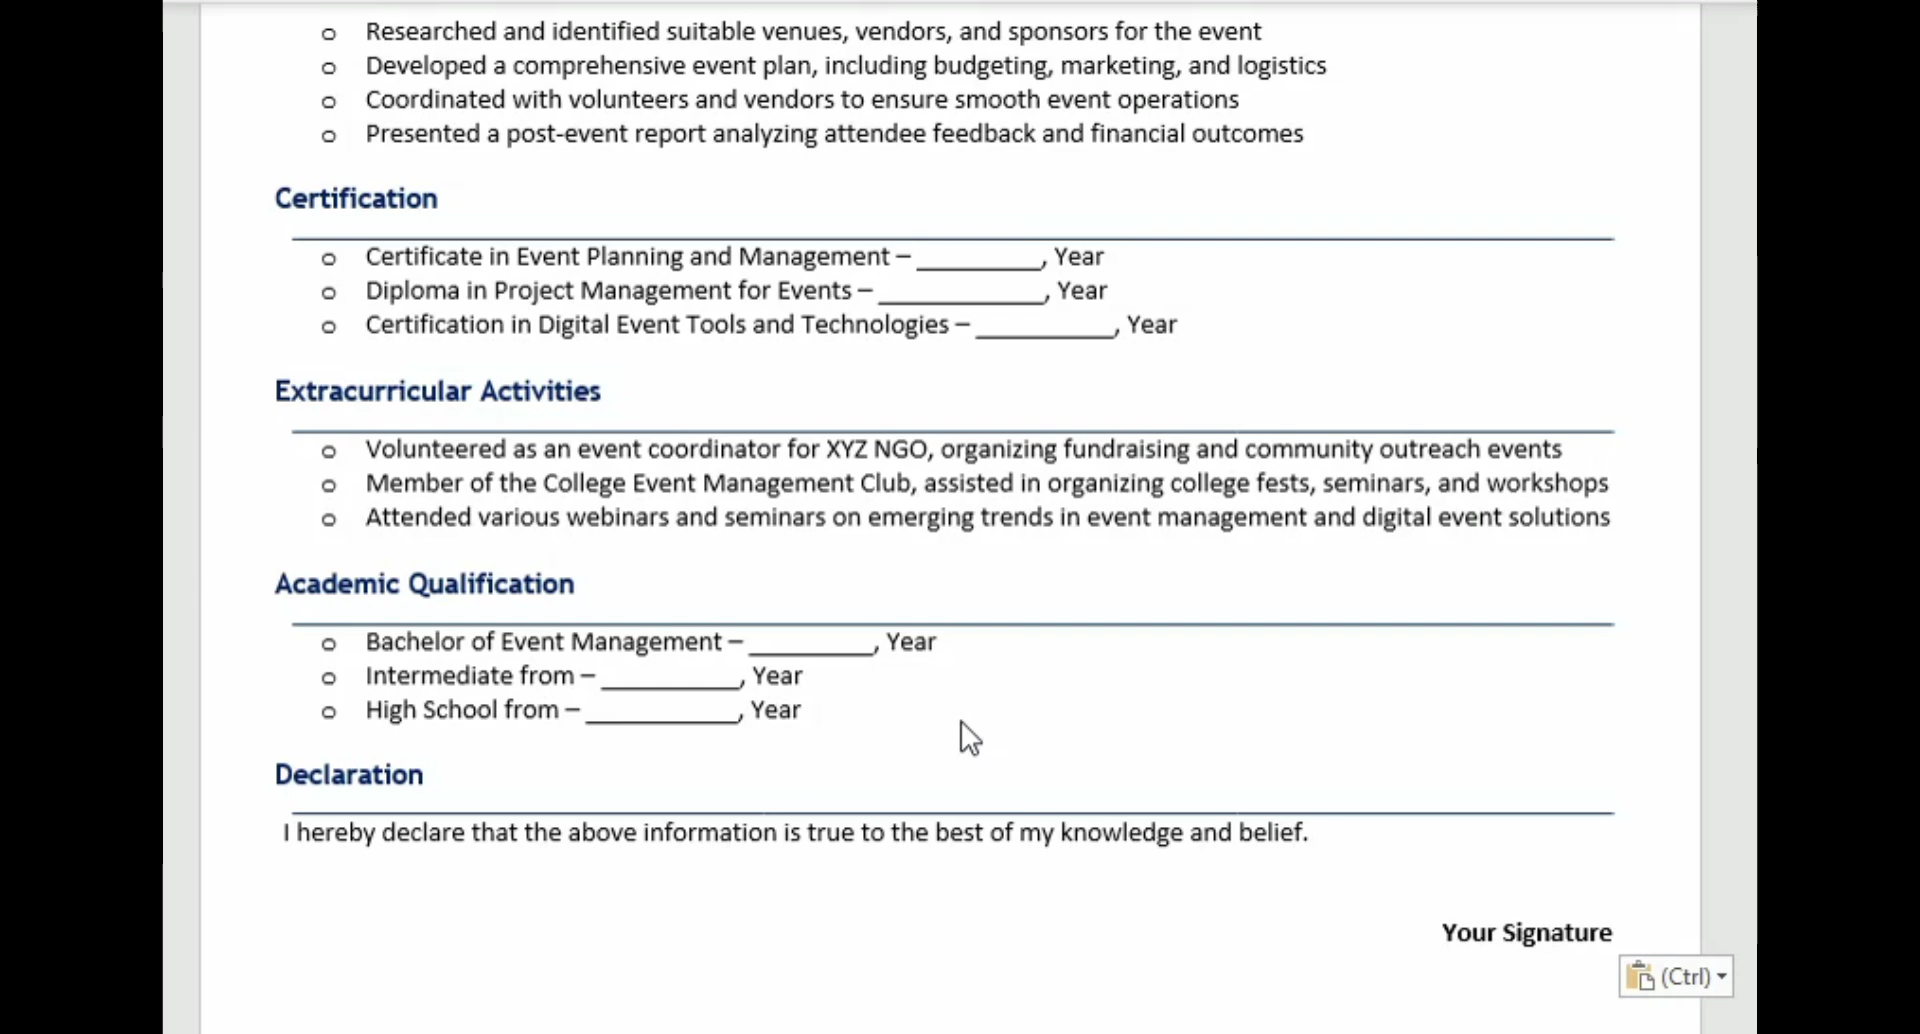 o Researched and identified suitable venues, vendors, and sponsors for the event
o Developed a comprehensive event plan, including budgeting, marketing, and logistics
o Coordinated with volunteers and vendors to ensure smooth event operations
o Presented a post-event report analyzing attendee feedback and financial outcomes
Certification
o Certificate in Event Planning and Management – _________, Year
o Diploma in Project Management for Events – ____________, Year
o Certification in Digital Event Tools and Technologies – __________, Year
Extracurricular Activities
o Volunteered as an event coordinator for XYZ NGO, organizing fundraising and community outreach events
o Member of the College Event Management Club, assisted in organizing college fests, seminars, and workshops
o Attended various webinars and seminars on emerging trends in event management and digital event solutions
Academic Qualification
o Bachelor of Event Management – _________, Year
o Intermediate from – __________, Year
o High School from – ___________, Year
Declaration
I hereby declare that the above information is true to the best of my knowledge and belief.
Your Signature
(Ctrl)